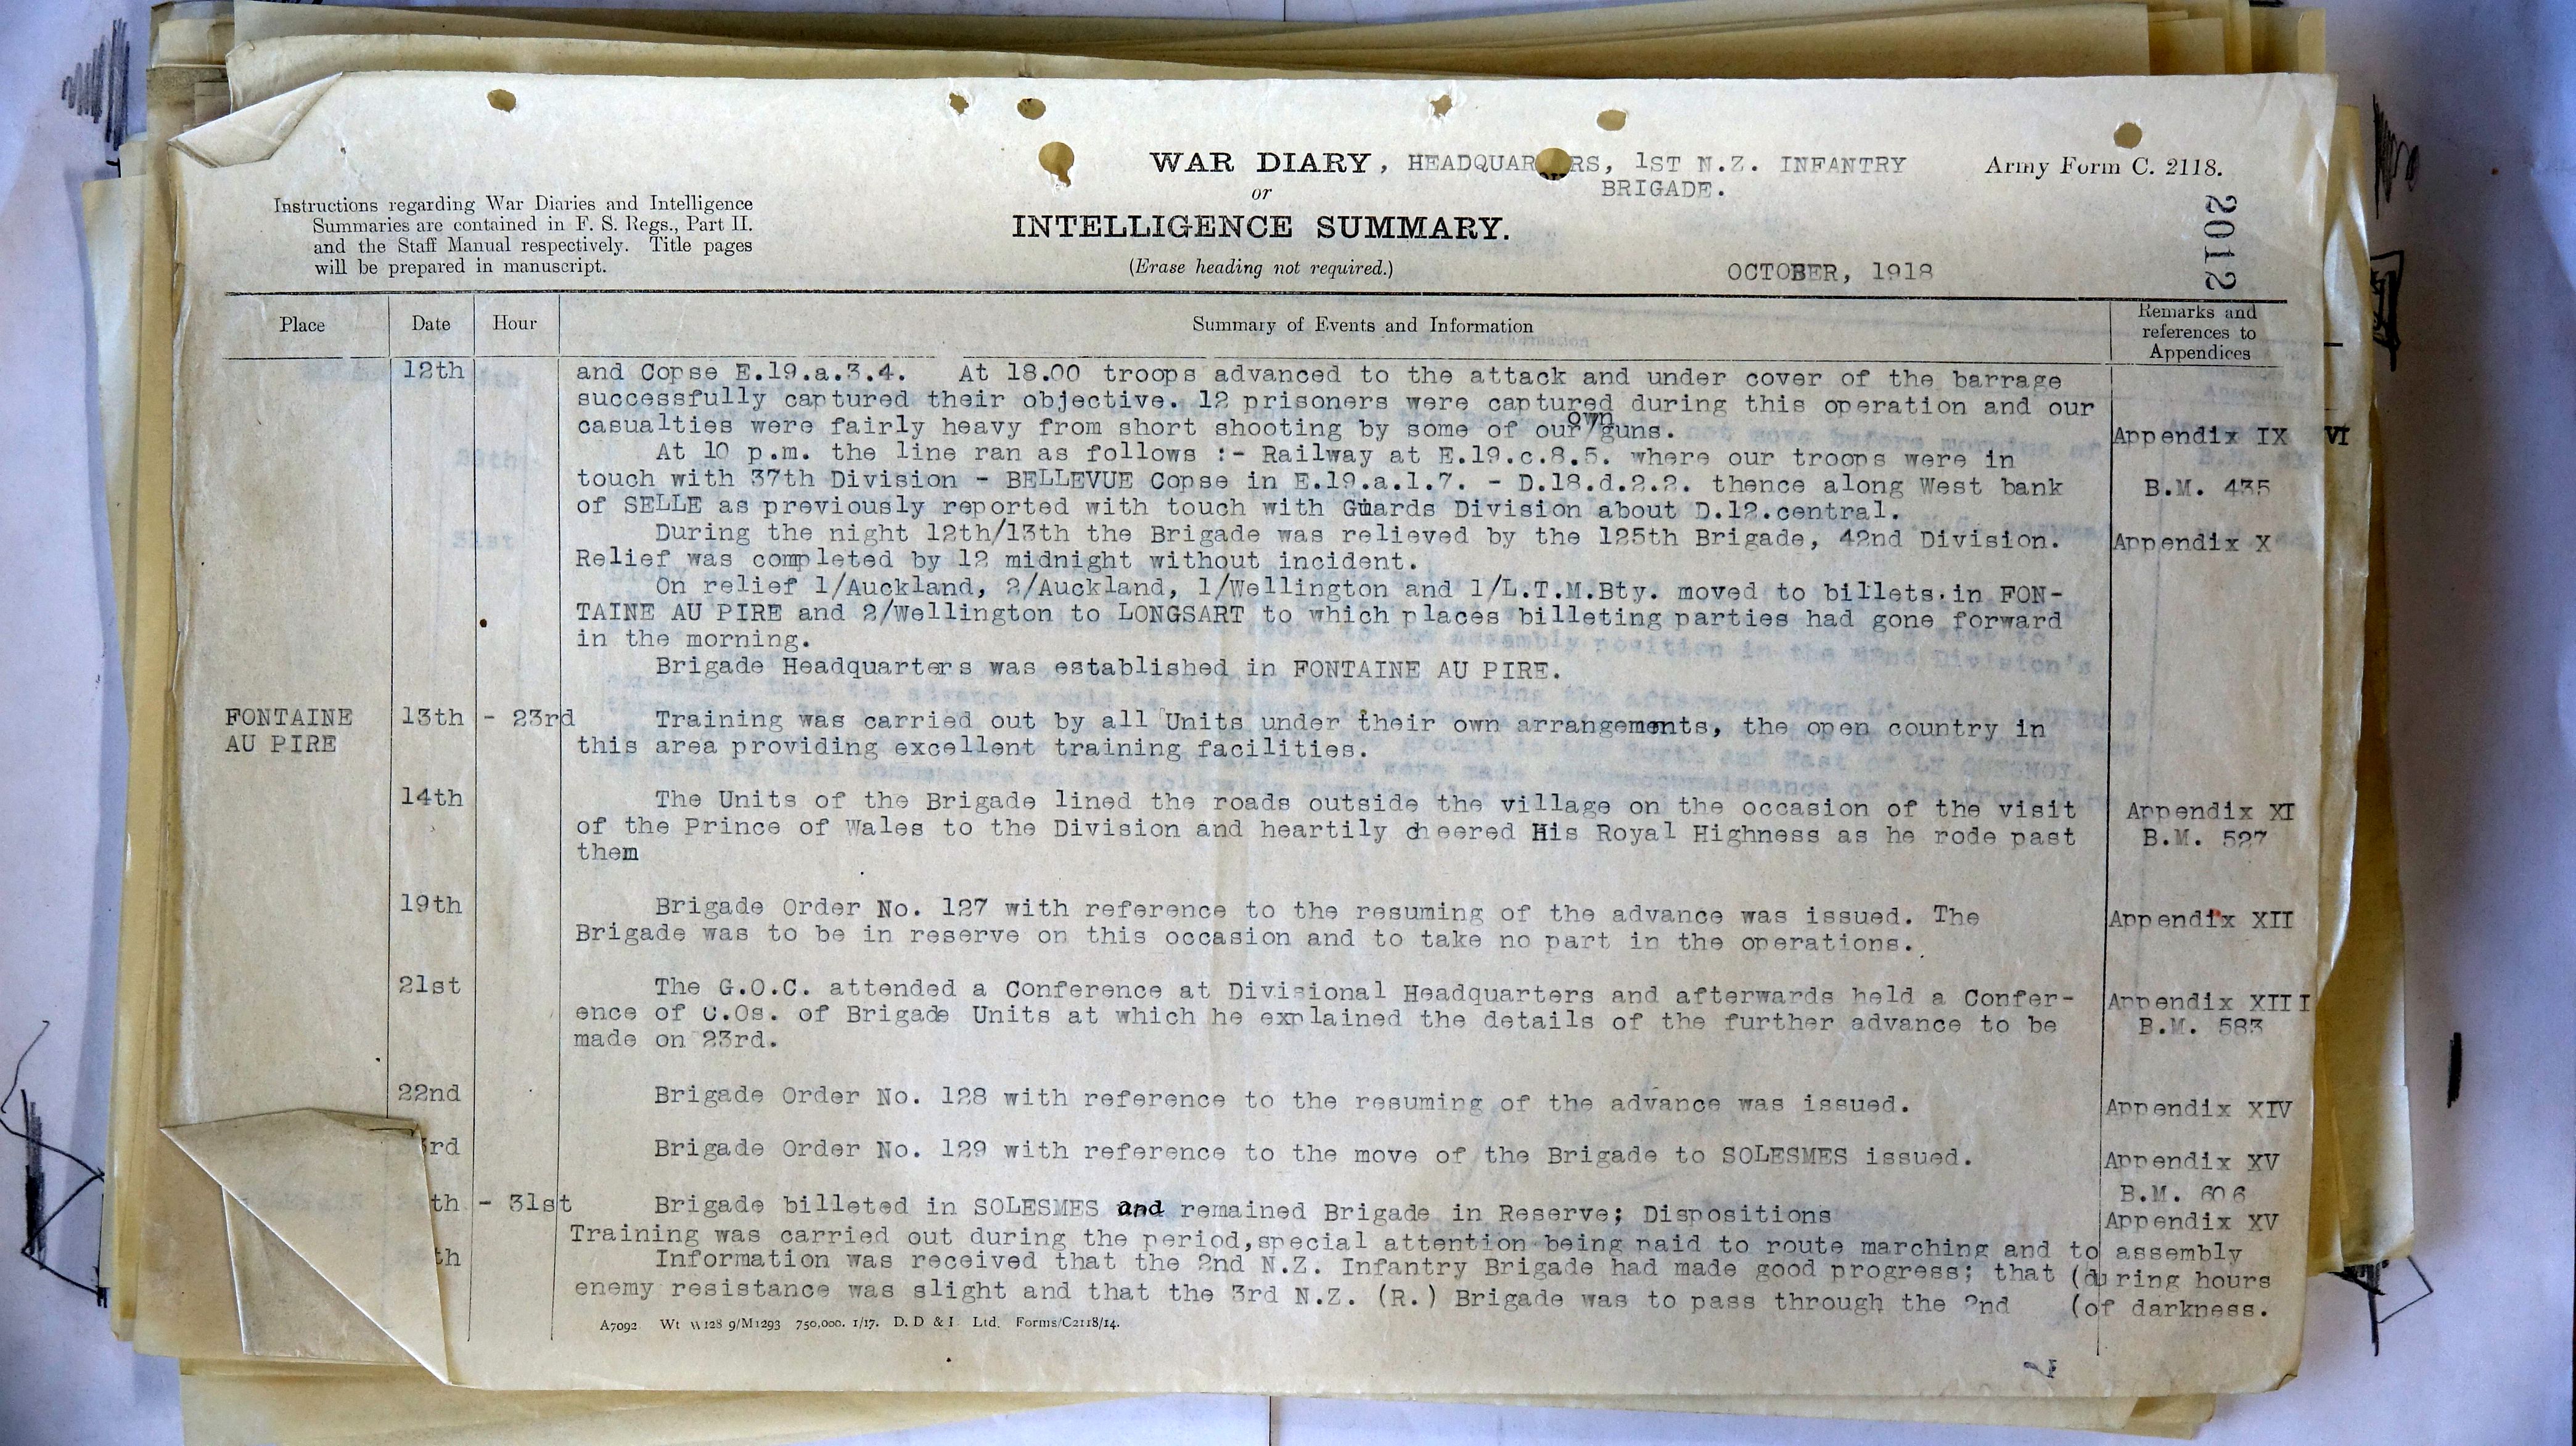 WAR DIARY, HEADQUAR RS, 1ST N.Z. INFANTRY
BRIGADE.
Army Form C. 2118.
or
INTELLIGENCE SUMMARY.
(Erase heading not required.)
OCTOBER, 1918
2012
Instructions regarding War Diaries and Intelligence
Summaries are contained in F. S. Regs., Part II.
and the Staff Manual respectively. Title pages
will be prepared in manuscript.
Place Date Hour Summary of Events and Information Remarks and
references to
Appendices
12th and Copse E.19.a.3.4. At 18.00 troops advanced to the attack and under cover of the barrage
successfully captured their objective. 12 prisoners were captured during this operation and our
casualties were fairly heavy from short shooting by some of our own guns. Appendix IX VI
At 10 p.m. the line ran as follows :- Railway at E.19.c.8.5. where our troops were in
touch with 37th Division - BELLEVUE Copse in E.19.a.1.7. - D.18.d.2.2. thence along West bank B.M. 435
of SELLE as previously reported with touch with Guards Division about D.12.central.
During the night 12th/13th the Brigade was relieved by the 125th Brigade, 42nd Division. Appendix X
Relief was completed by 12 midnight without incident.
On relief 1/Auckland, 2/Auckland, 1/Wellington and 1/L.T.M.Bty. moved to billets in FON-
TAINE AU PIRE and 2/Wellington to LONGSART to which places billeting parties had gone forward
in the morning.
Brigade Headquarters was established in FONTAINE AU PIRE.
FONTAINE 13th - 23rd Training was carried out by all Units under their own arrangements, the open country in
AU PIRE this area providing excellent training facilities.
14th The Units of the Brigade lined the roads outside the village on the occasion of the visit Appendix XI
of the Prince of Wales to the Division and heartily cheered His Royal Highness as he rode past B.M. 527
them
19th Brigade Order No. 127 with reference to the resuming of the advance was issued. The Appendix XII
Brigade was to be in reserve on this occasion and to take no part in the operations.
21st The G.O.C. attended a Conference at Divisional Headquarters and afterwards held a Confer- Appendix XIII
ence of C.Os. of Brigade Units at which he explained the details of the further advance to be B.M. 583
made on 23rd.
22nd Brigade Order No. 128 with reference to the resuming of the advance was issued. Appendix XIV
3rd Brigade Order No. 129 with reference to the move of the Brigade to SOLESMES issued. Appendix XV
B.M. 606
th - 31st Brigade billeted in SOLESMES and remained Brigade in Reserve; Dispositions Appendix XV
Training was carried out during the period, special attention being paid to route marching and to assembly
th Information was received that the 2nd N.Z. Infantry Brigade had made good progress; that (during hours
enemy resistance was slight and that the 3rd N.Z. (R.) Brigade was to pass through the 2nd (of darkness.
A7092 Wt W128 9/M1293 750,000. 1/17. D. D & L Ltd. Forms/C2118/14.